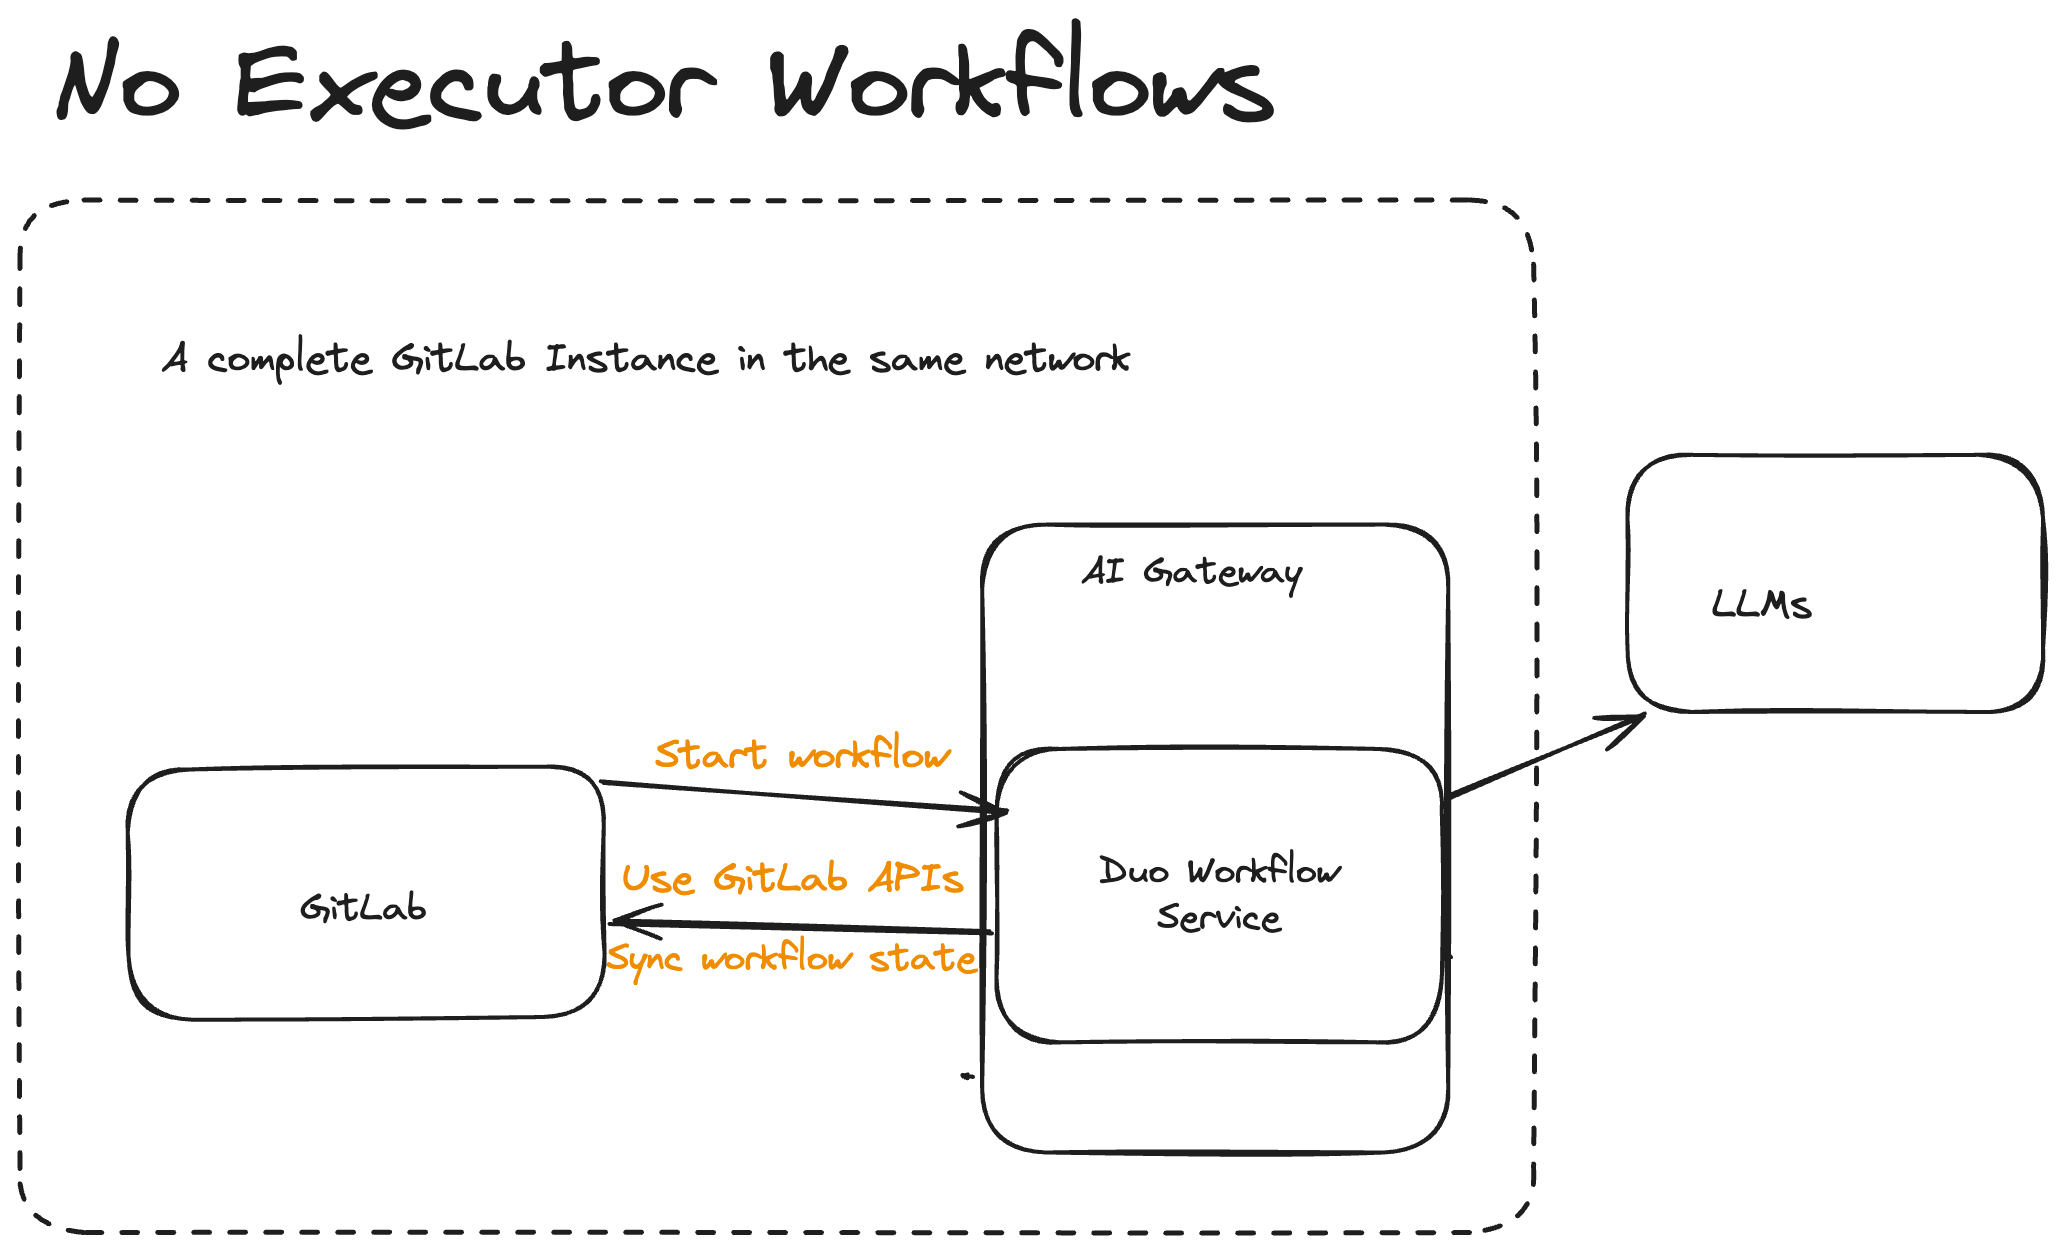 No Executor Workflows
A complete GitLab Instance in the same network
AI Gateway
LLMs
Start workflow
Use GitLab APIs
Duo Workflow
Service
GitLab
Sync workflow state